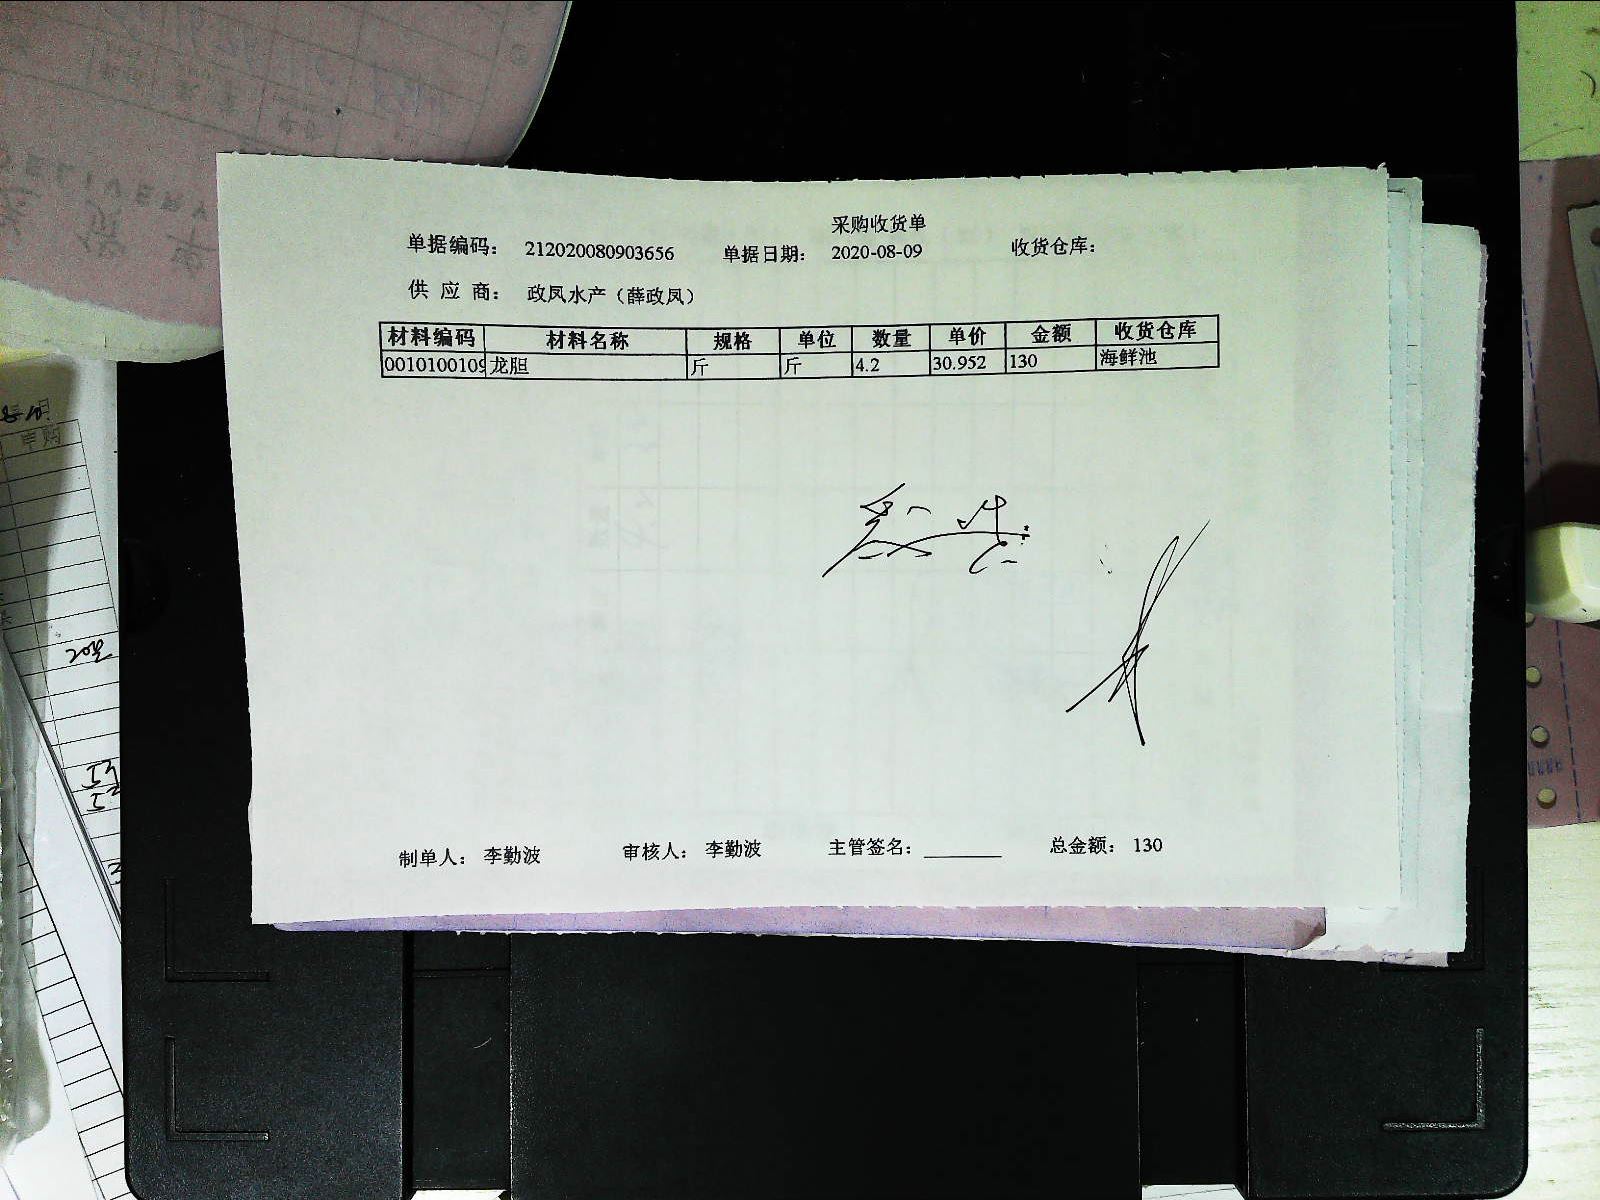 采购收货单
单据编码： 212020080903656 单据日期： 2020-08-09 收货仓库：
供 应 商： 政凤水产（薛政凤）
材料编码 材料名称 规格 单位 数量 单价 金额 收货仓库
0010100109 龙胆 斤 斤 4.2 30.952 130 海鲜池
制单人： 李勤波 审核人： 李勤波 主管签名： 总金额： 130
DELIVERY
申购